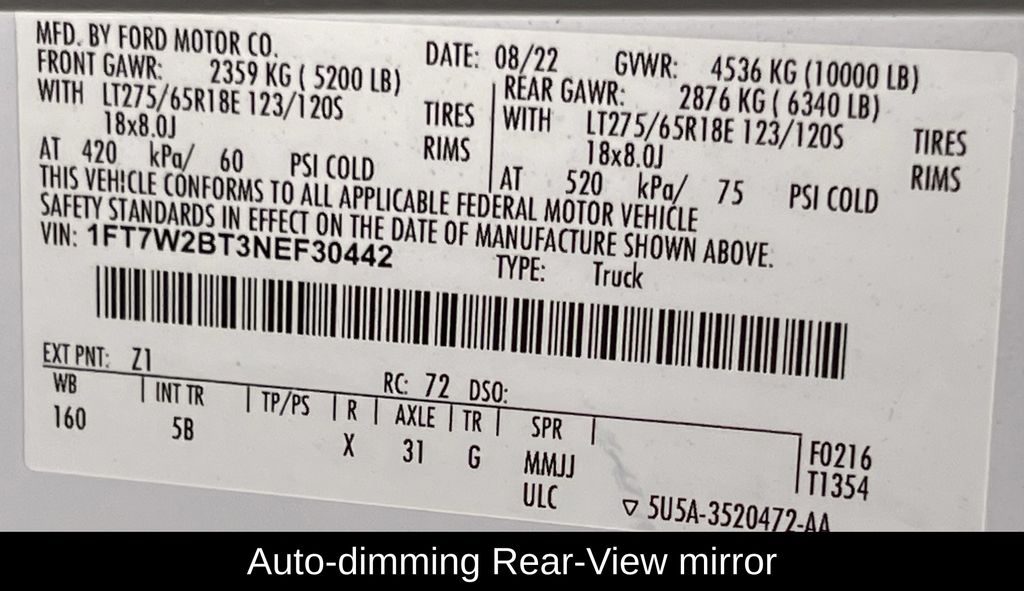 MFD. BY FORD MOTOR CO.
DATE: 08/22 GVWR: 4536 KG (10000 LB)
FRONT GAWR: 2359 KG ( 5200 LB)
WITH LT275/65R18E 123/120S TIRES
18x8.0J RIMS
AT 420 kPa/ 60 PSI COLD
REAR GAWR: 2876 KG ( 6340 LB)
WITH LT275/65R18E 123/120S TIRES
18x8.0J RIMS
AT 520 kPa/ 75 PSI COLD
THIS VEHICLE CONFORMS TO ALL APPLICABLE FEDERAL MOTOR VEHICLE
SAFETY STANDARDS IN EFFECT ON THE DATE OF MANUFACTURE SHOWN ABOVE.
VIN: 1FT7W2BT3NEF30442 TYPE: Truck
EXT PNT: Z1 RC: 72 DSO:
WB INT TR TP/PS R AXLE TR SPR
160 5B X 31 G MMJJ
ULC
F0216
T1354
▽ 5U5A-3520472-AA
Auto-dimming Rear-View mirror